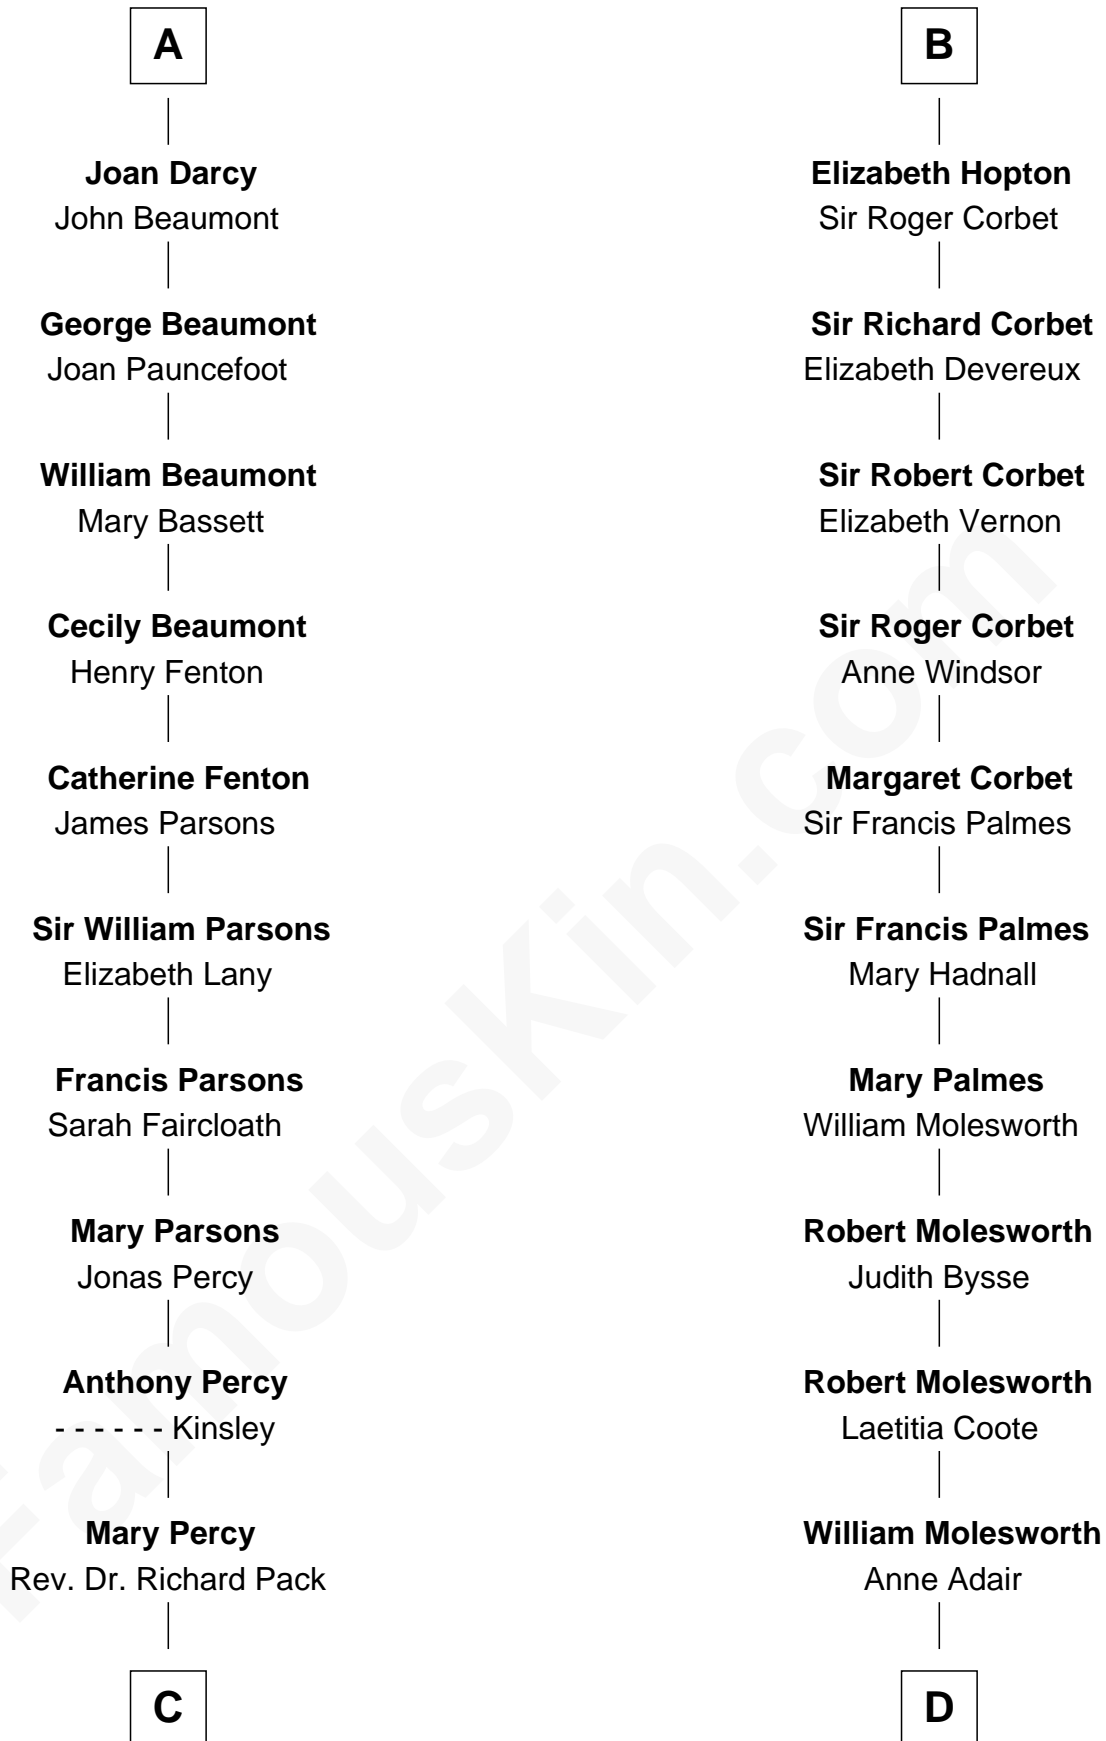 A
Joan Darcy
John Beaumont
George Beaumont
Joan Pauncefoot
William Beaumont
Mary Bassett
Cecily Beaumont
Henry Fenton
Catherine Fenton
James Parsons
Sir William Parsons
Elizabeth Lany
Francis Parsons
Sarah Faircloath
Mary Parsons
Jonas Percy
Anthony Percy
- - - - - - Kinsley
Mary Percy
Rev. Dr. Richard Pack
C
B
Elizabeth Hopton
Sir Roger Corbet
Sir Richard Corbet
Elizabeth Devereux
Sir Robert Corbet
Elizabeth Vernon
Sir Roger Corbet
Anne Windsor
Margaret Corbet
Sir Francis Palmes
Sir Francis Palmes
Mary Hadnall
Mary Palmes
William Molesworth
Robert Molesworth
Judith Bysse
Robert Molesworth
Laetitia Coote
William Molesworth
Anne Adair
D
FamousKin.com